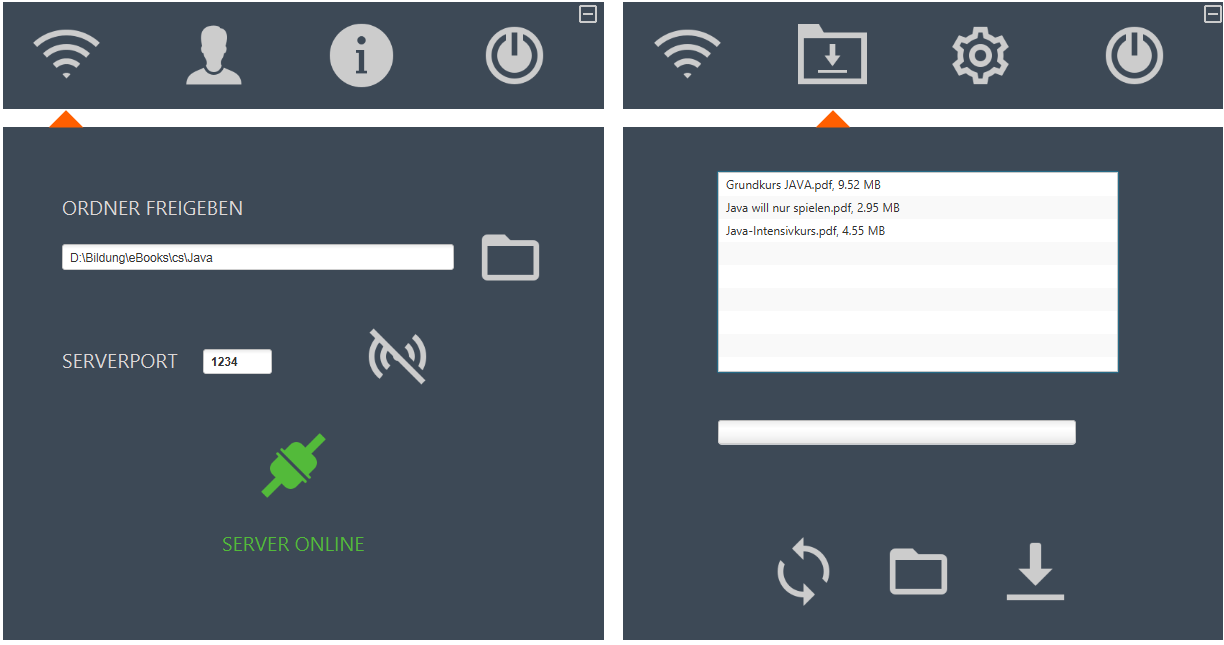 ORDNER FREIGEBEN
D:\Bildung\eBooks\cs\Java
SERVERPORT 1234
SERVER ONLINE
Grundkurs JAVA.pdf, 9.52 MB
Java will nur spielen.pdf, 2.95 MB
Java-Intensivkurs.pdf, 4.55 MB